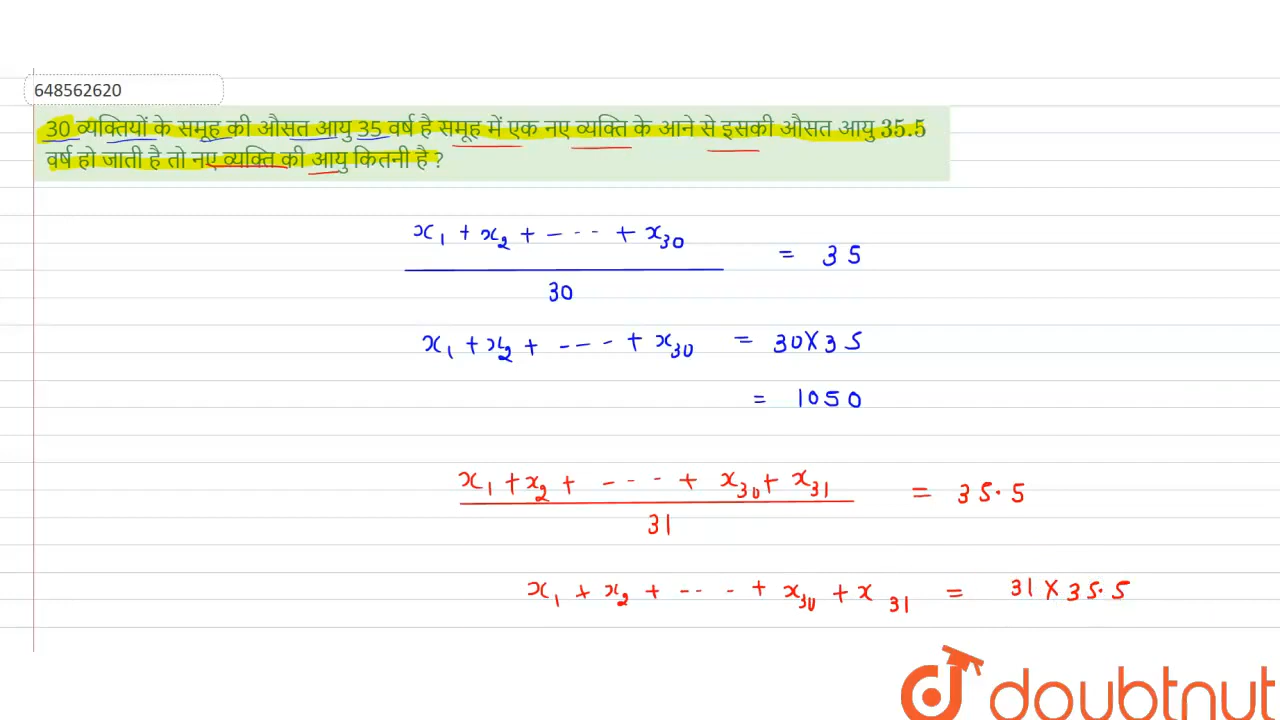 648562620
30 व्यक्तियों के समूह की औसत आयु 35 वर्ष है समूह में एक नए व्यक्ति के आने से इसकी औसत आयु 35.5
वर्ष हो जाती है तो नए व्यक्ति की आयु कितनी है ?
x₁ + x₂ + - - - + x₃₀
= 35
30
x₁ + x₂ + - - - - + x₃₀ = 30 X 35
= 1050
x₁ + x₂ + - - - - + x₃₀ + x₃₁
= 35.5
31
x₁ + x₂ + - - - - + x₃₀ + x₃₁ = 31 X 35.5
doubtnut